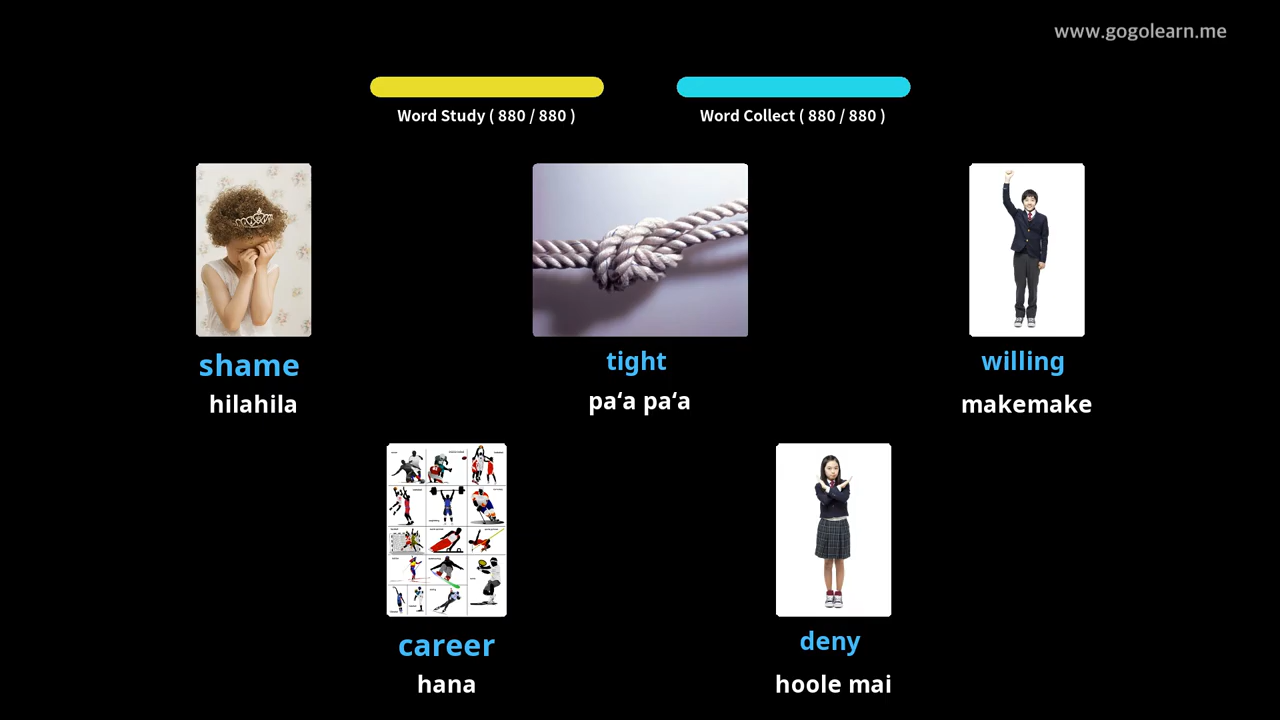 www.gogolearn.me
Word Study ( 880 / 880 )
Word Collect ( 880 / 880 )
shame
hilahila
tight
paʻa paʻa
willing
makemake
career
hana
deny
hoole mai